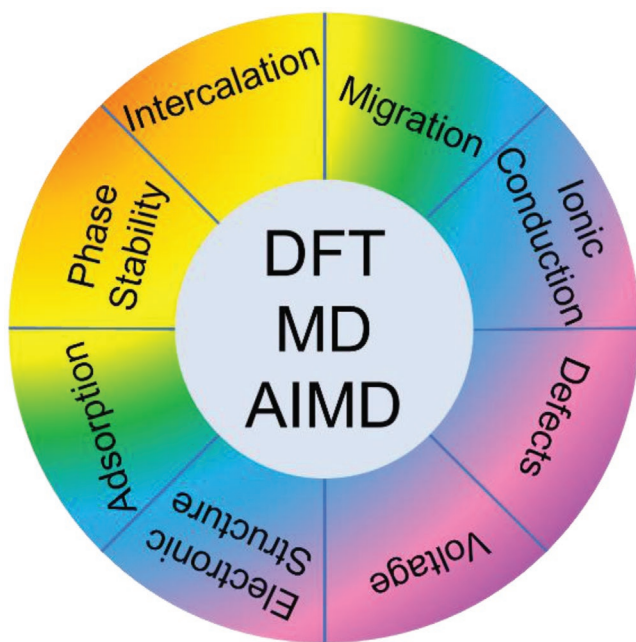 DFT
MD
AIMD
Intercalation
Migration
Ionic
Conduction
Defects
Voltage
Electronic
Structure
Adsorption
Phase
Stability